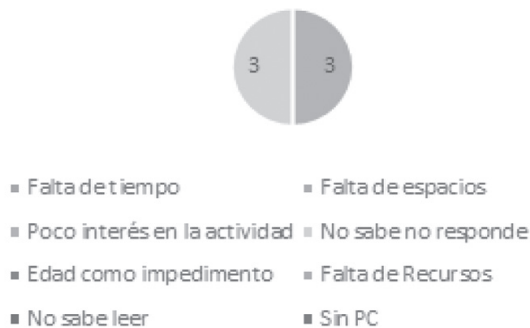 3 3
Falta de tiempo Falta de espacios
Poco interés en la actividad No sabe no responde
Edad como impedimento Falta de Recursos
No sabe leer Sin PC